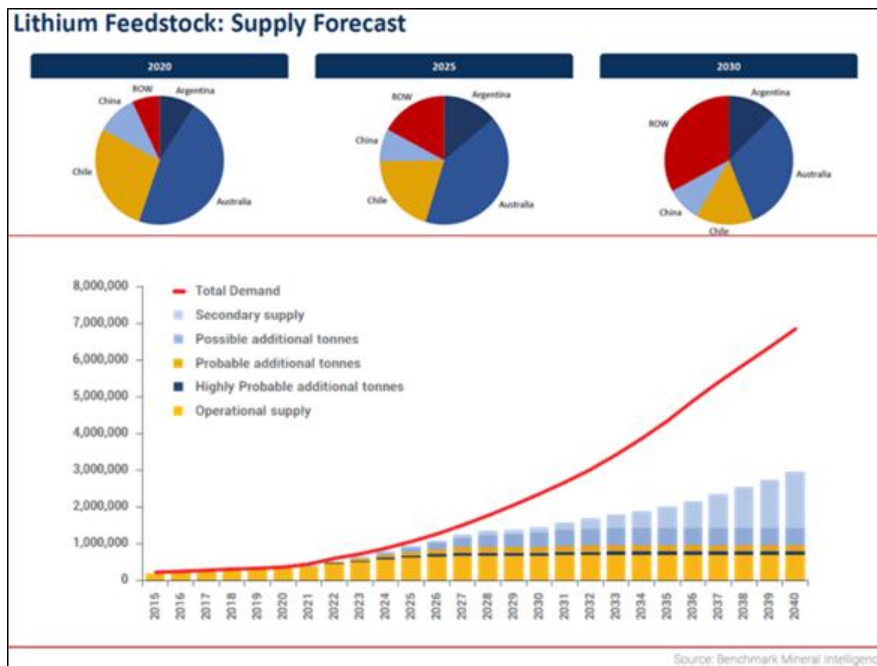 Lithium Feedstock: Supply Forecast
2020
2025
2030
ROW
Argentina
China
Chile
Australia
ROW
Argentina
China
Chile
Australia
ROW
Argentina
Australia
China
Chile
8,000,000
7,000,000
6,000,000
5,000,000
4,000,000
3,000,000
2,000,000
1,000,000
0
Total Demand
Secondary supply
Possible additional tonnes
Probable additional tonnes
Highly Probable additional tonnes
Operational supply
2015
2016
2017
2018
2019
2020
2021
2022
2023
2024
2025
2026
2027
2028
2029
2030
2031
2032
2033
2034
2035
2036
2037
2038
2039
2040
Source: Benchmark Mineral Intelligenc